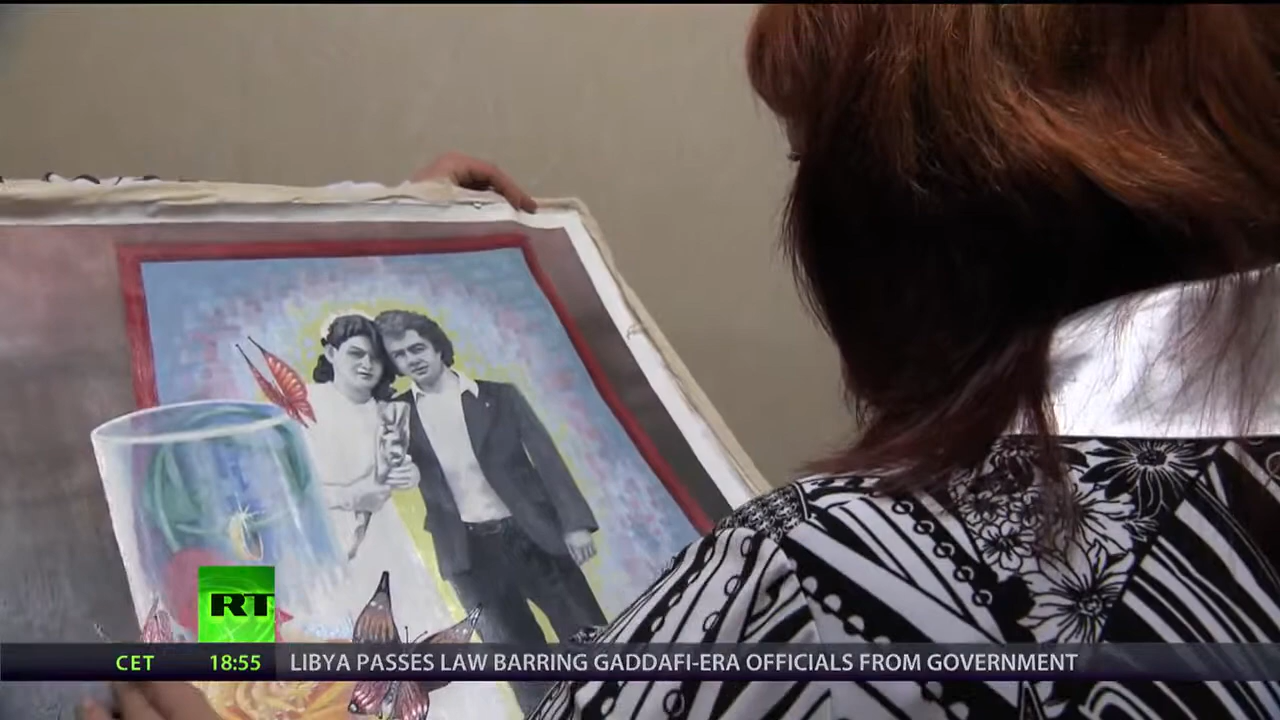 RT
CET 18:55 LIBYA PASSES LAW BARRING GADDAFI-ERA OFFICIALS FROM GOVERNMENT